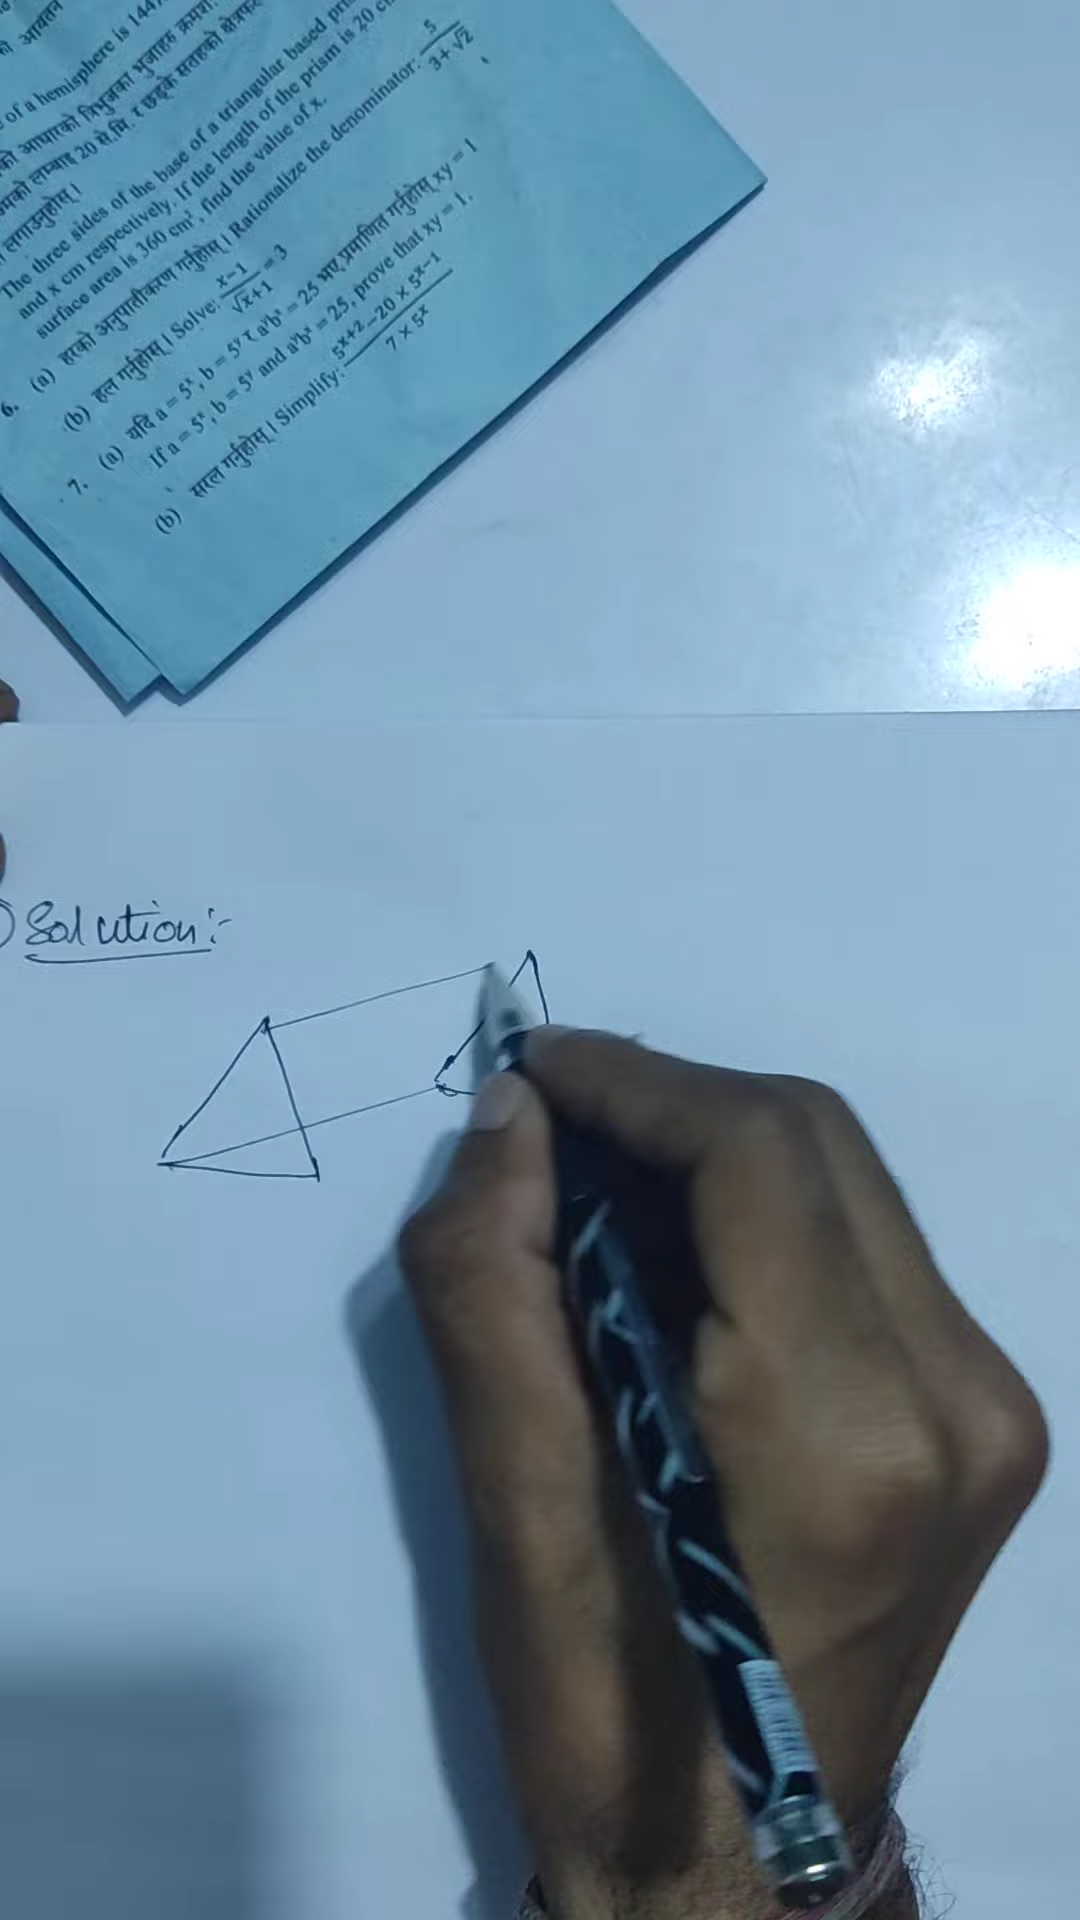 को आयतन
of a hemisphere is 144
को आधारको त्रिभुजका भुजाहरू क्रमशः
लम्बाइ 20 से.मि. र छड्के सतहको क्षेत्रफल
लगाउनुहोस् ।
The three sides of the base of a triangular based pri
and x cm respectively. If the length of the prism is 20 c
surface area is 360 cm², find the value of x.
6. (a) हरको अनुपातीकरण गर्नुहोस् । Rationalize the denominator: 5/(3+√2)
(b) हल गर्नुहोस् । Solve: (x−1)/(√x+1) = 3
7. (a) यदि a = 5ˣ, b = 5ʸ र aʸbˣ = 25 भए प्रमाणित गर्नुहोस् xy = 1
If a = 5ˣ, b = 5ʸ and aʸbˣ = 25, prove that xy = 1.
(b) सरल गर्नुहोस् । Simplify: (5ˣ⁺² − 20 × 5ˣ⁻¹)/(7 × 5ˣ)
Solution:-